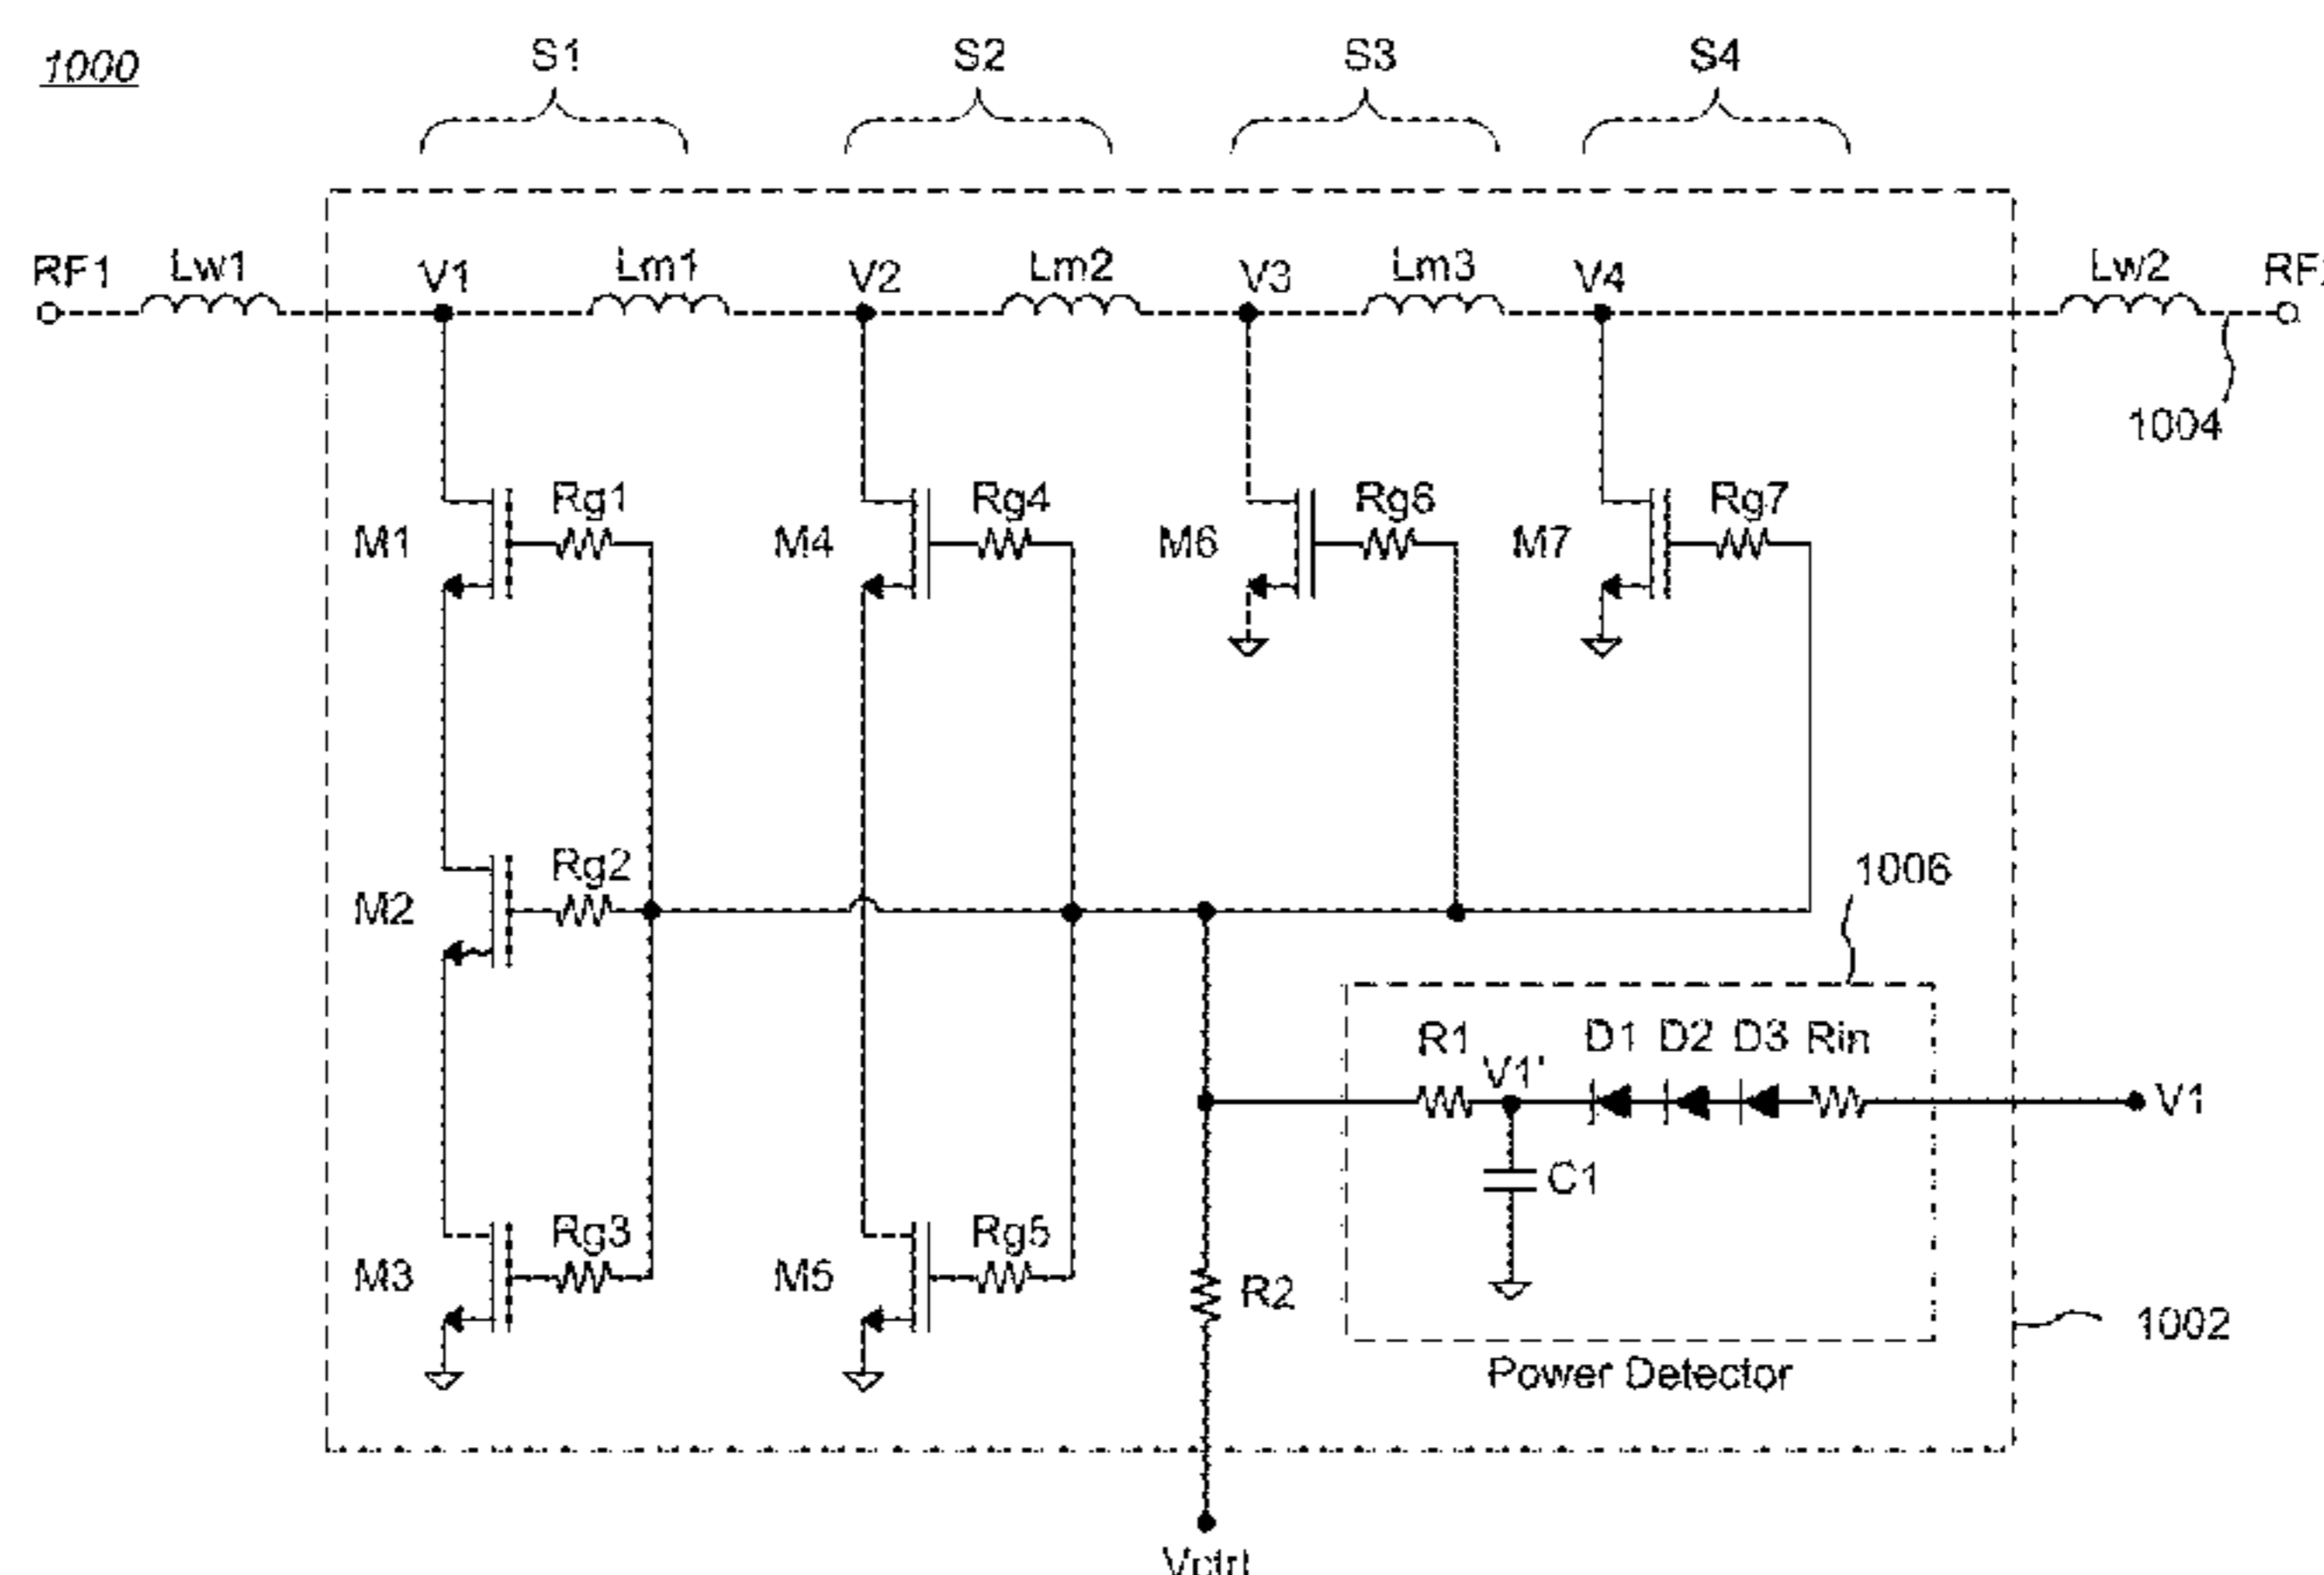 1000
S1 S2 S3 S4
RF1 Lw1 V1 Lm1 V2 Lm2 V3 Lm3 V4 Lw2
1004
M1 Rg1 M4 Rg4 M6 Rg6 M7 Rg7
M2 Rg2
1006
R1 V1' D1 D2 D3 Rin
V1
C1
M3 Rg3 M5 Rg5 R2
1002
Power Detector
Vctrl